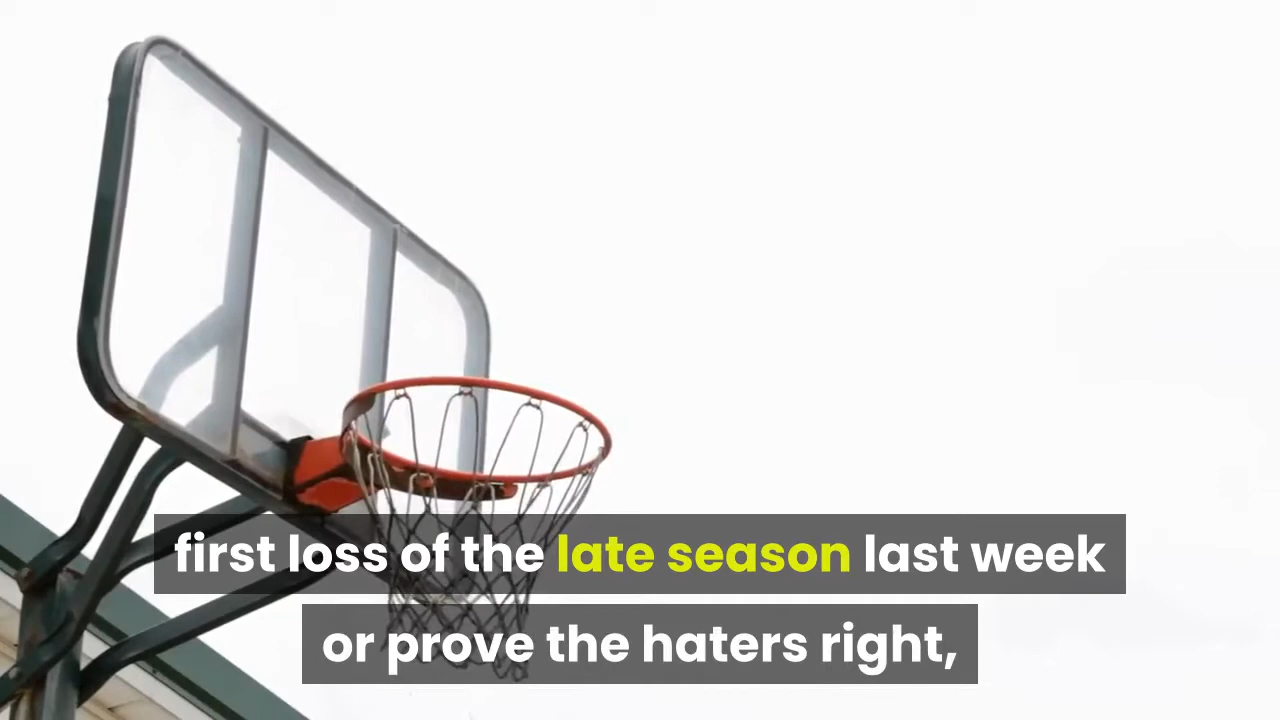 first loss of the late season last week
or prove the haters right,